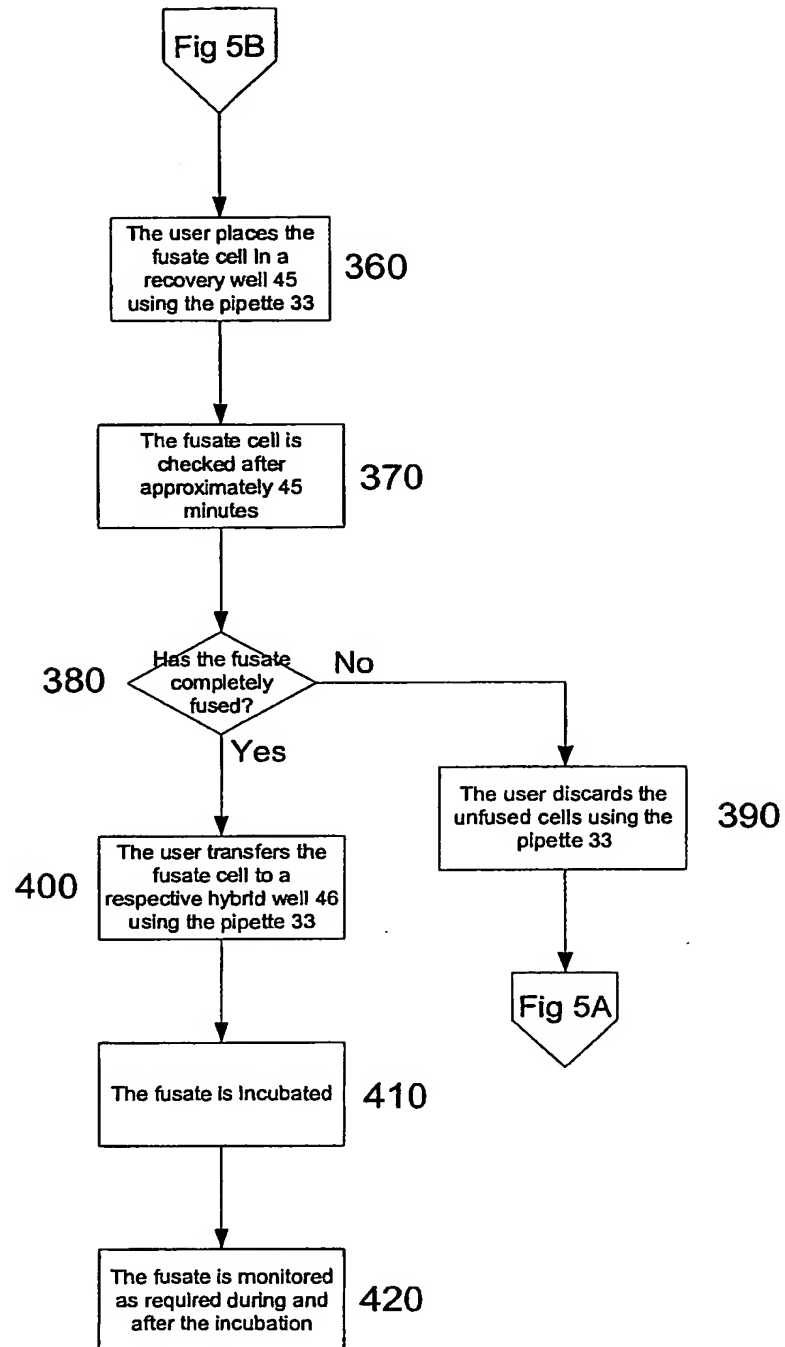 Fig 5B
The user places the
fusate cell in a
recovery well 45
using the pipette 33
360
The fusate cell is
checked after
approximately 45
minutes
370
380
Has the fusate
completely
fused?
No
Yes
The user discards the
unfused cells using the
pipette 33
390
400
The user transfers the
fusate cell to a
respective hybrid well 46
using the pipette 33
Fig 5A
The fusate is incubated
410
The fusate is monitored
as required during and
after the incubation
420